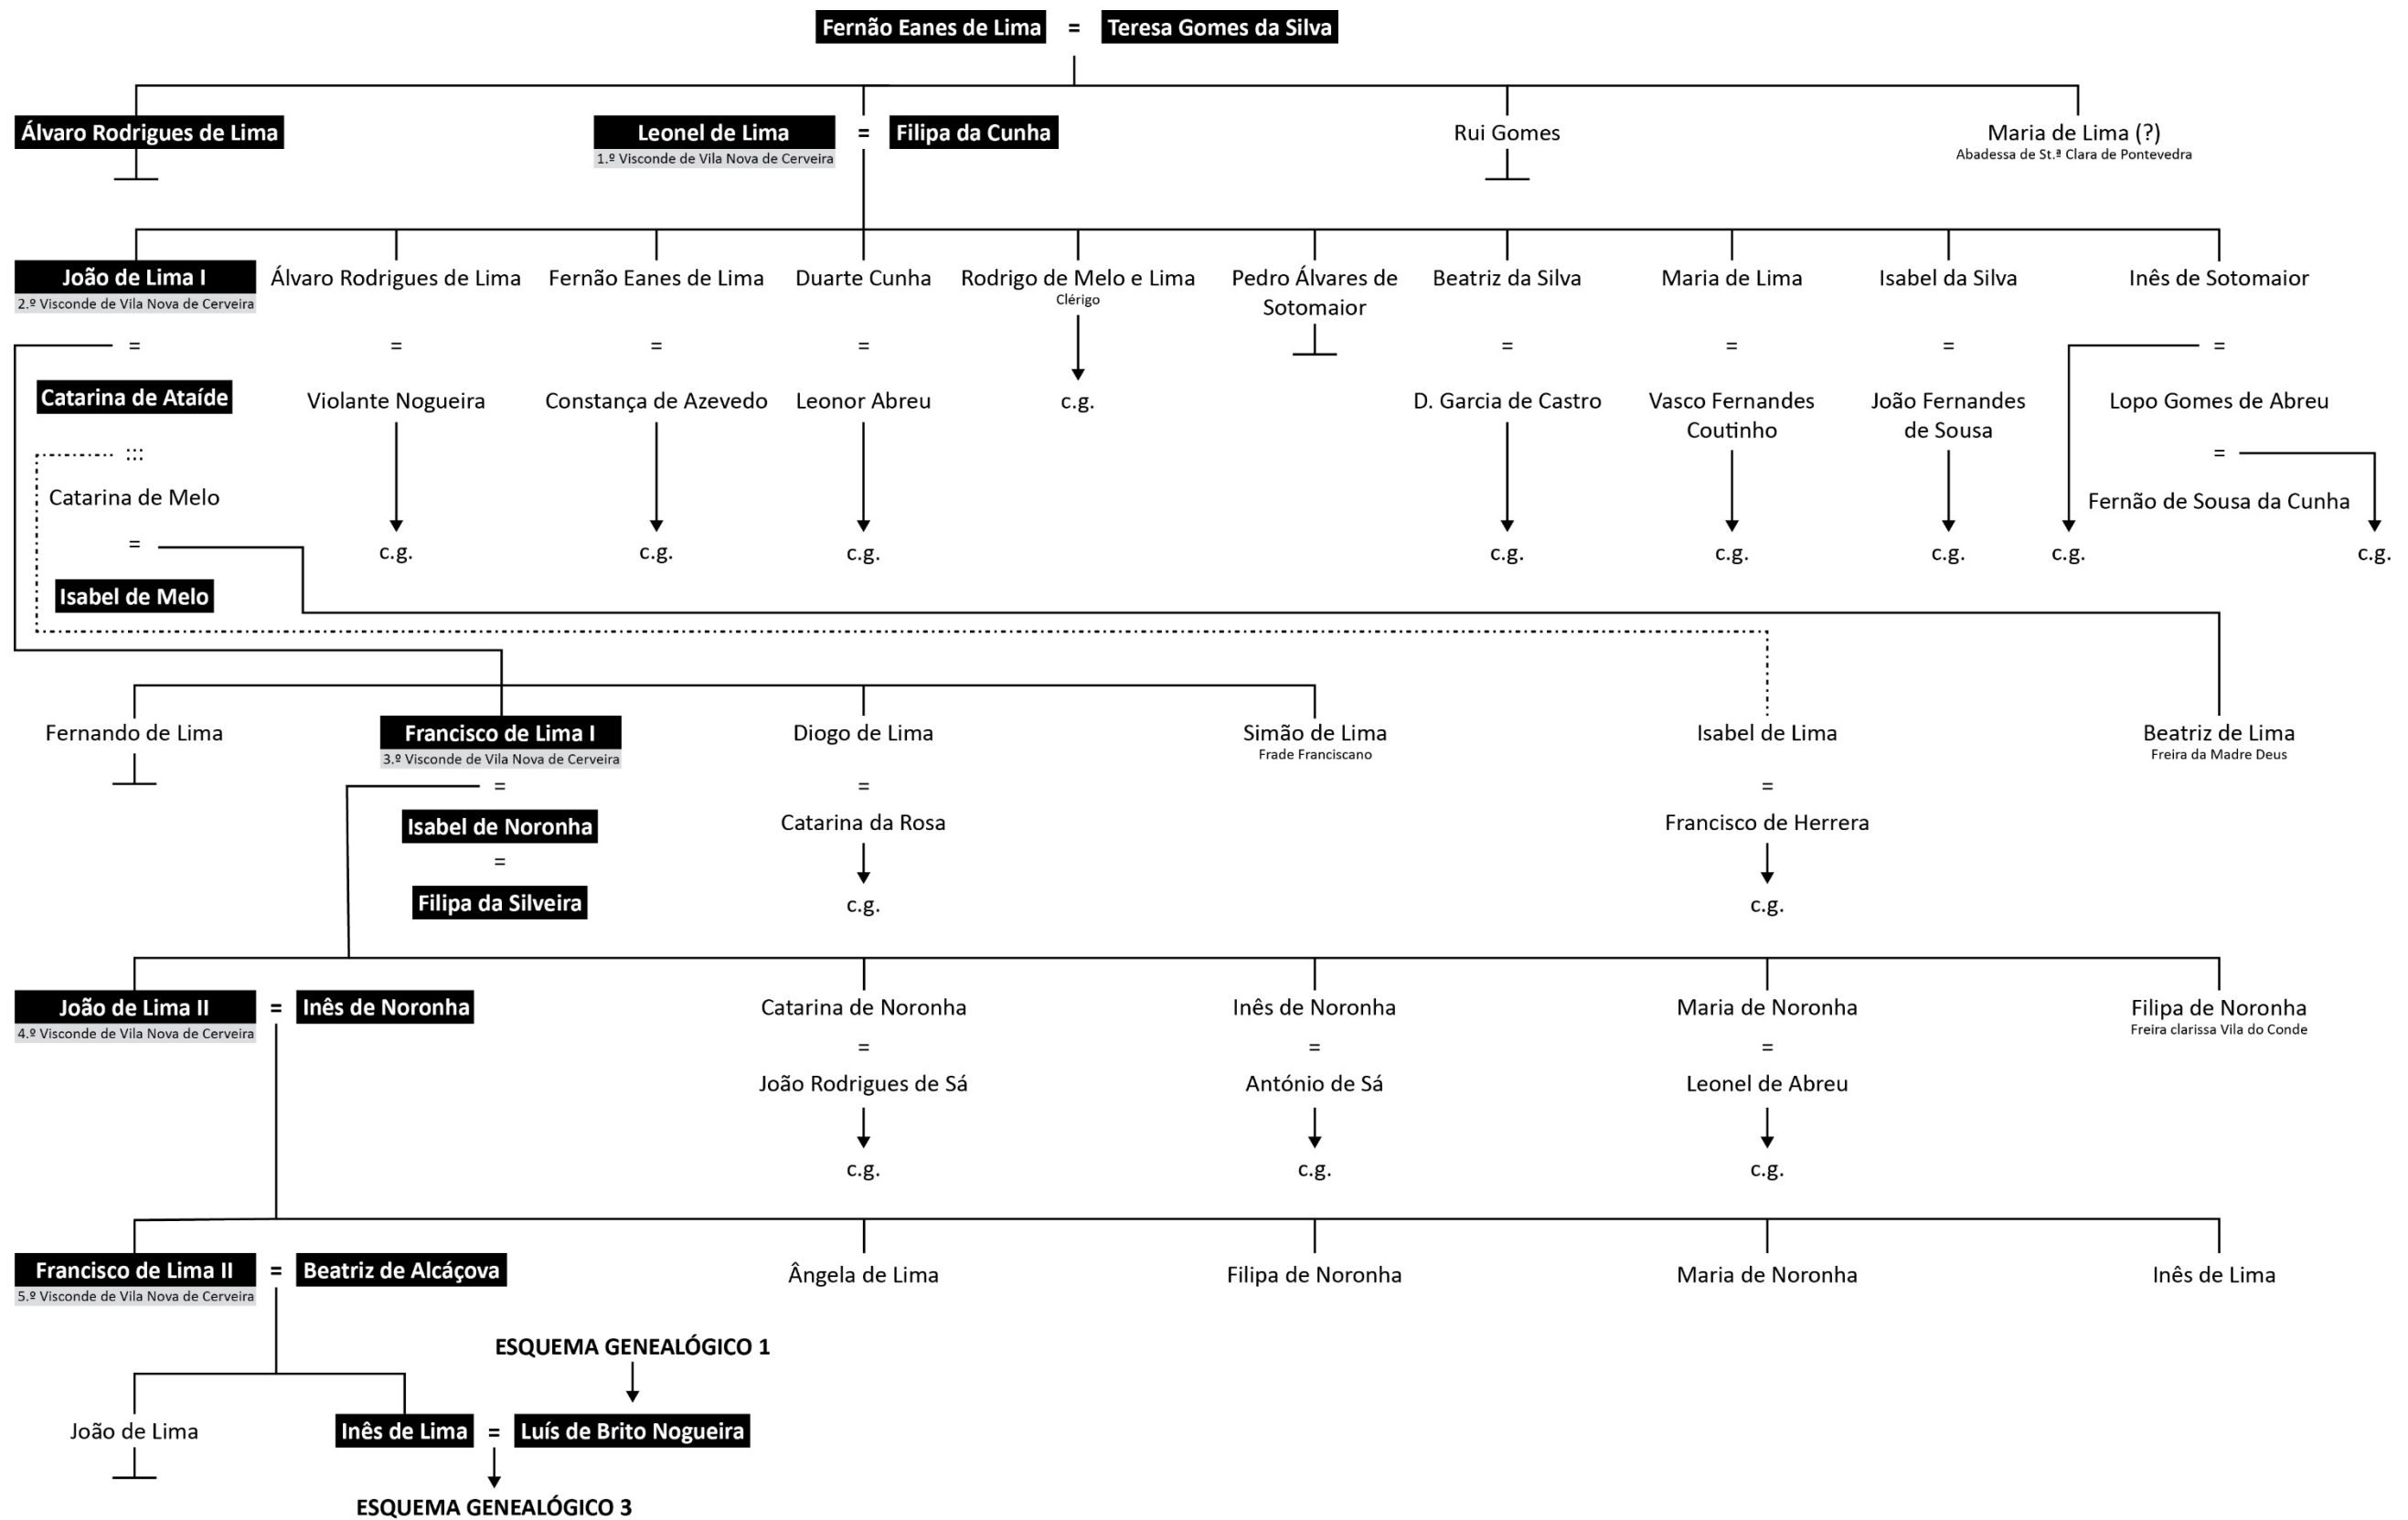 Fernão Eanes de Lima = Teresa Gomes da Silva
Álvaro Rodrigues de Lima
Leonel de Lima = Filipa da Cunha
1.º Visconde de Vila Nova de Cerveira
Rui Gomes
Maria de Lima (?)
Abadessa de St.ª Clara de Pontevedra
João de Lima I
2.º Visconde de Vila Nova de Cerveira
=
Catarina de Ataíde
:::
Catarina de Melo
=
Isabel de Melo
Álvaro Rodrigues de Lima
=
Violante Nogueira
c.g.
Fernão Eanes de Lima
=
Constança de Azevedo
c.g.
Duarte Cunha
=
Leonor Abreu
c.g.
Rodrigo de Melo e Lima
Clérigo
c.g.
Pedro Álvares de
Sotomaior
Beatriz da Silva
=
D. Garcia de Castro
c.g.
Maria de Lima
=
Vasco Fernandes
Coutinho
c.g.
Isabel da Silva
=
João Fernandes
de Sousa
c.g.
Inês de Sotomaior
=
Lopo Gomes de Abreu
=
Fernão de Sousa da Cunha
c.g.
c.g.
Fernando de Lima
Francisco de Lima I
3.º Visconde de Vila Nova de Cerveira
=
Isabel de Noronha
=
Filipa da Silveira
Diogo de Lima
=
Catarina da Rosa
c.g.
Simão de Lima
Frade Franciscano
Isabel de Lima
=
Francisco de Herrera
c.g.
Beatriz de Lima
Freira da Madre Deus
João de Lima II = Inês de Noronha
4.º Visconde de Vila Nova de Cerveira
Catarina de Noronha
=
João Rodrigues de Sá
c.g.
Inês de Noronha
=
António de Sá
c.g.
Maria de Noronha
=
Leonel de Abreu
c.g.
Filipa de Noronha
Freira clarissa Vila do Conde
Francisco de Lima II = Beatriz de Alcáçova
5.º Visconde de Vila Nova de Cerveira
Ângela de Lima
Filipa de Noronha
Maria de Noronha
Inês de Lima
ESQUEMA GENEALÓGICO 1
João de Lima
Inês de Lima = Luís de Brito Nogueira
ESQUEMA GENEALÓGICO 3